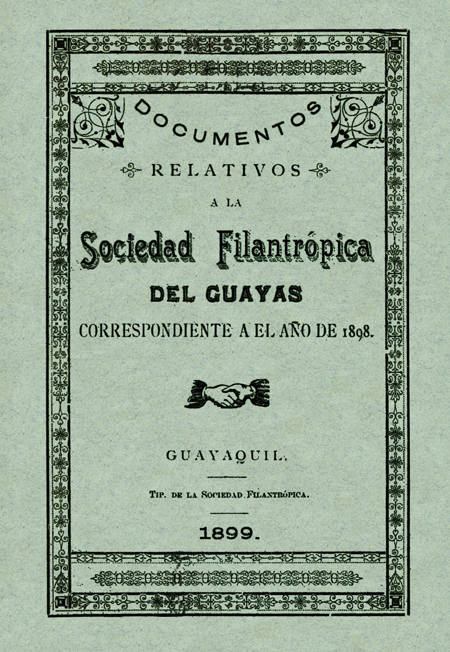 DOCUMENTOS
RELATIVOS
A LA
Sociedad Filantrópica
DEL GUAYAS
CORRESPONDIENTE A EL AÑO DE 1898.
GUAYAQUIL.
TIP. DE LA SOCIEDAD FILANTRÓPICA.
1899.